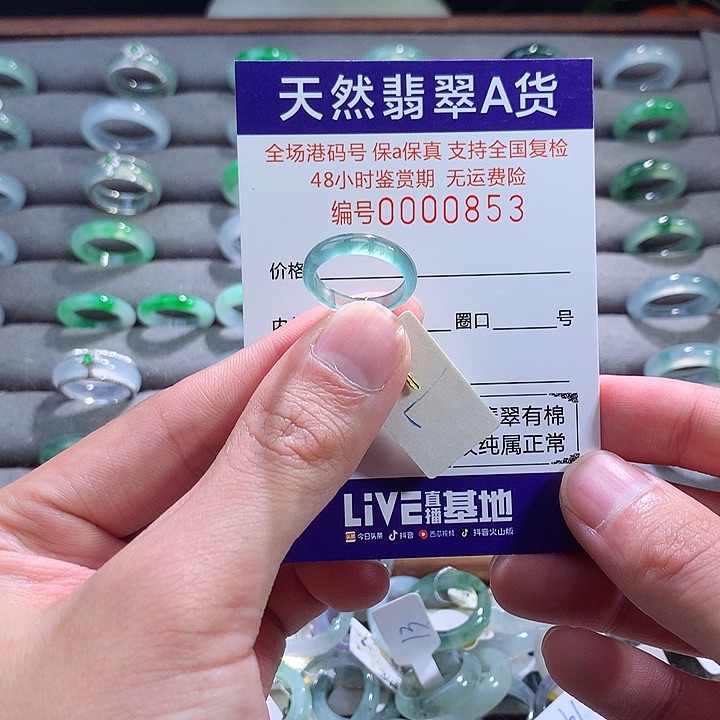 天然翡翠A货
全场港码号 保a保真 支持全国复检
48小时鉴赏期 无运费险
编号0000853
价格
内
圈口 号
翠有棉
纯属正常
LiVE直播基地
今日头条 抖音 西瓜视频 抖音火山版
13